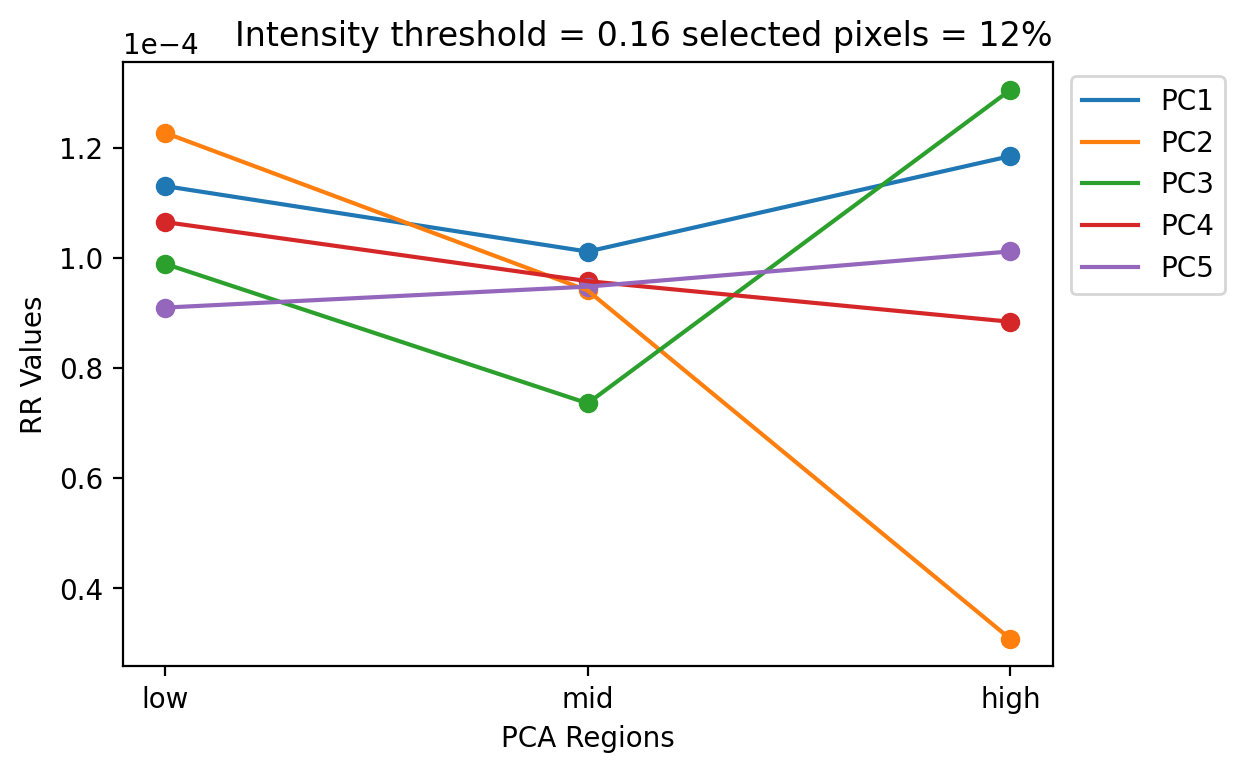 Intensity threshold = 0.16 selected pixels = 12%
1e−4
1.2
1.0
0.8
0.6
0.4
RR Values
low
mid
high
PCA Regions
PC1
PC2
PC3
PC4
PC5